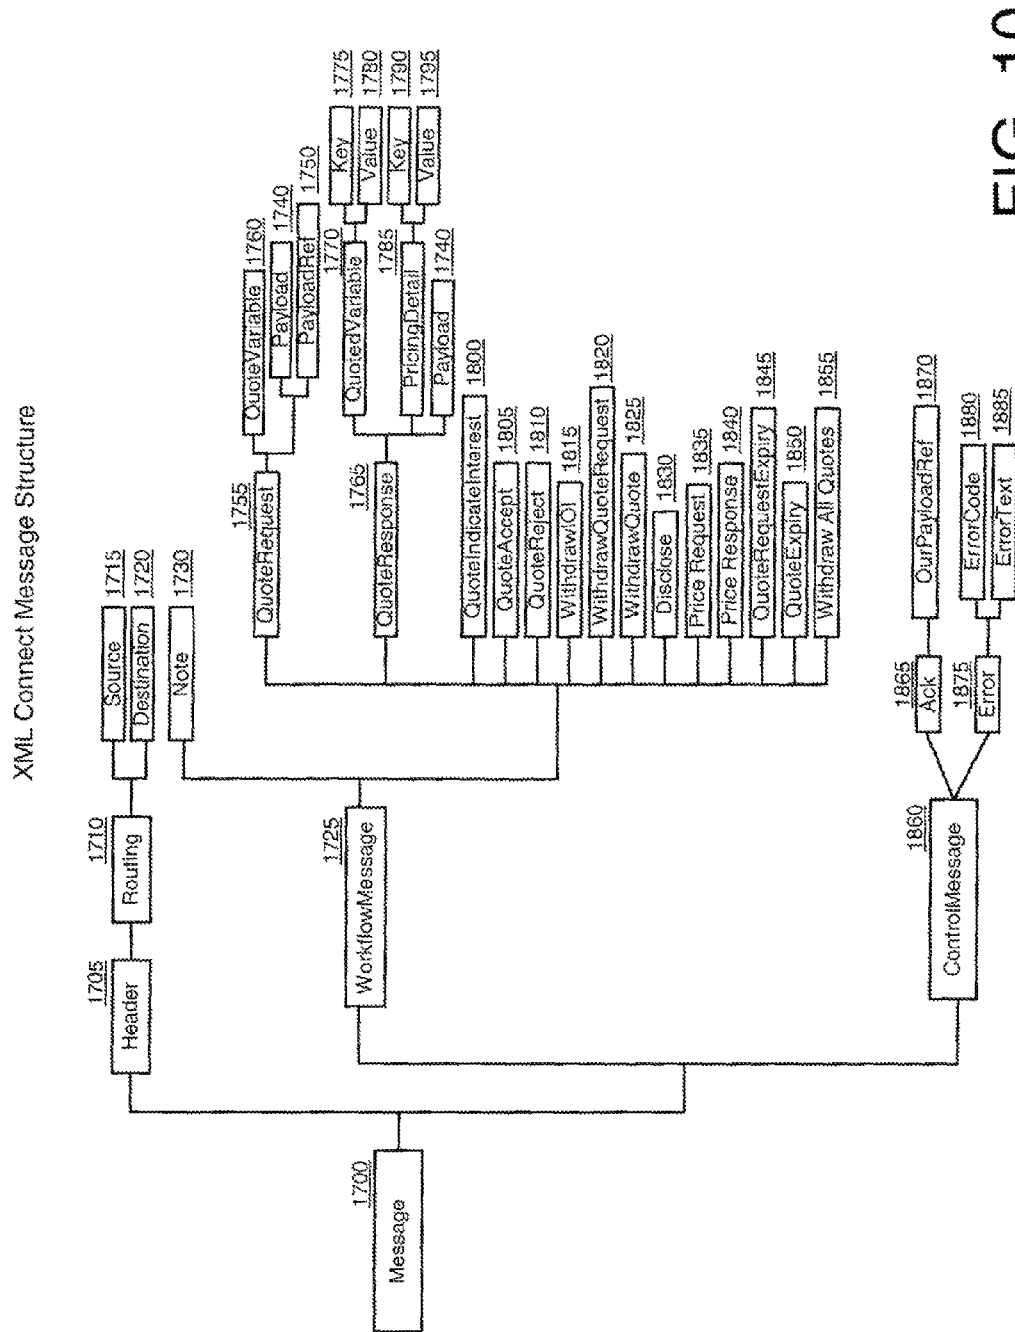 XML Connect Message Structure
1700
Message
1705
Header
1710
Routing
Source 1715
Destination 1720
1725
WorkflowMessage
Note 1730
1755
QuoteRequest
QuoteVariable 1760
Payload 1740
PayloadRef 1750
1765
QuoteResponse
1770
QuotedVariable
Key 1775
Value 1780
1785
PricingDetail
Key 1790
Value 1795
Payload 1740
QuoteIndicateInterest 1800
QuoteAccept 1805
QuoteReject 1810
WithdrawIOI 1815
WithdrawQuoteRequest 1820
WithdrawQuote 1825
Disclose 1830
Price Request 1835
Price Response 1840
QuoteRequestExpiry 1845
QuoteExpiry 1850
Withdraw All Quotes 1855
1860
ControlMessage
1865
Ack
OurPayloadRef 1870
1875
Error
ErrorCode 1880
ErrorText 1885
FIG. 10